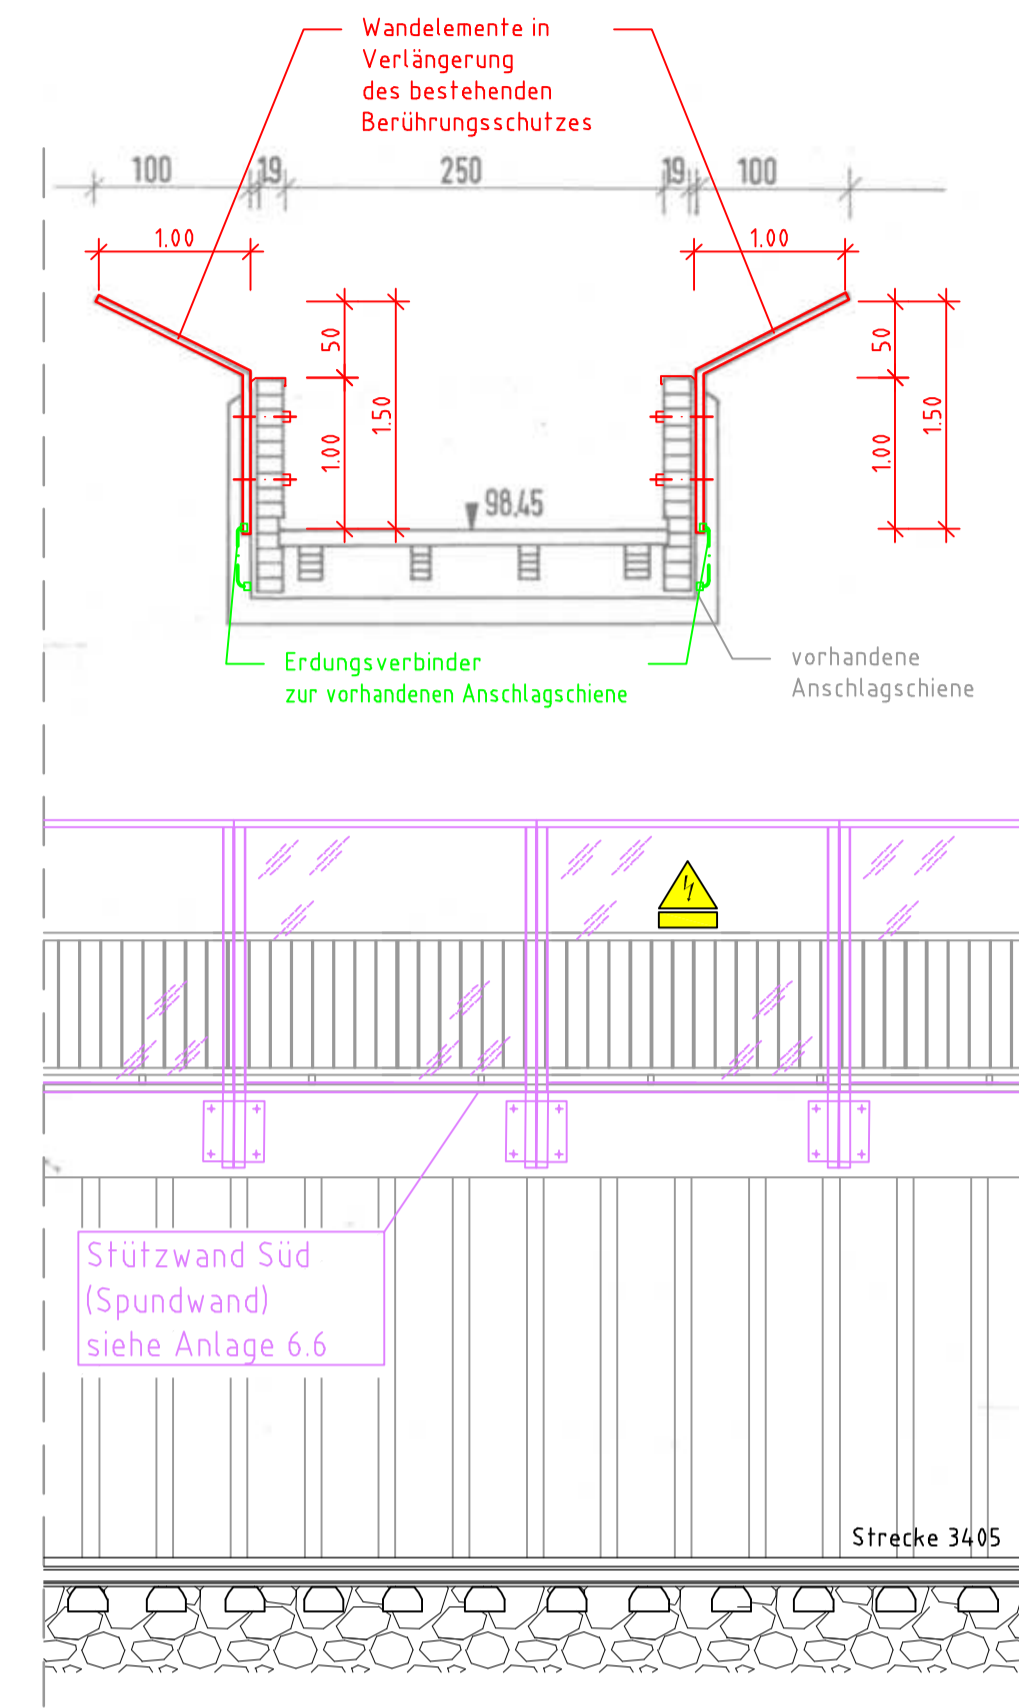 Wandelemente in
Verlängerung
des bestehenden
Berührungsschutzes
100 19 250 19 100
1.00 1.00
50 50
1.50 1.50
1.00 1.00
98,45
Erdungsverbinder
zur vorhandenen Anschlagschiene
vorhandene
Anschlagschiene
Stützwand Süd
(Spundwand)
siehe Anlage 6.6
Strecke 3405